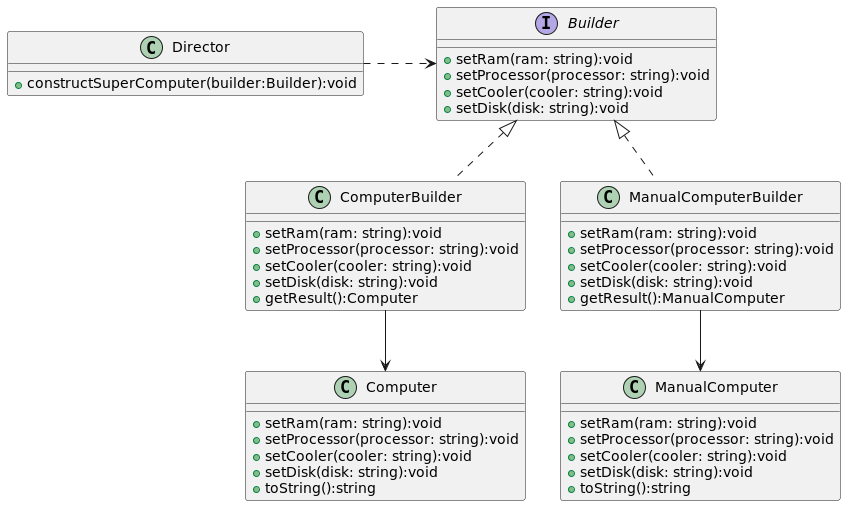 C Director
+ constructSuperComputer(builder:Builder):void
I Builder
setRam(ram: string):void
setProcessor(processor: string):void
setCooler(cooler: string):void
setDisk(disk: string):void
C ComputerBuilder
setRam(ram: string):void
setProcessor(processor: string):void
setCooler(cooler: string):void
setDisk(disk: string):void
getResult():Computer
C ManualComputerBuilder
setRam(ram: string):void
setProcessor(processor: string):void
setCooler(cooler: string):void
setDisk(disk: string):void
getResult():ManualComputer
C Computer
setRam(ram: string):void
setProcessor(processor: string):void
setCooler(cooler: string):void
setDisk(disk: string):void
toString():string
C ManualComputer
setRam(ram: string):void
setProcessor(processor: string):void
setCooler(cooler: string):void
setDisk(disk: string):void
toString():string